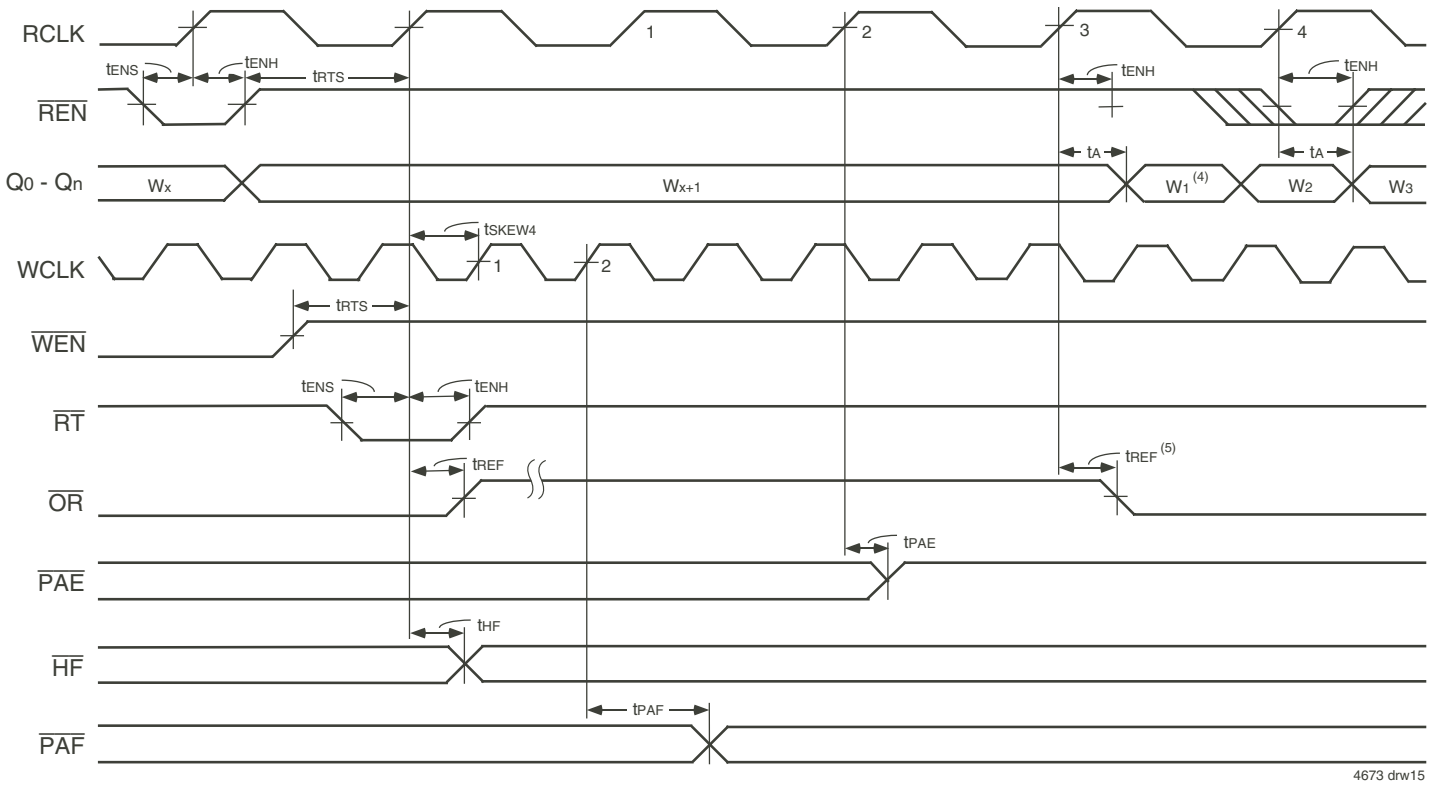 RCLK 1 2 3 4
tENS tENH tRTS tENH tENH
REN
tA tA
Q0 - Qn Wx Wx+1 W1 (4) W2 W3
tSKEW4
WCLK 1 2
tRTS
WEN
tENS tENH
RT
tREF tREF (5)
OR
tPAE
PAE
tHF
HF
tPAF
PAF
4673 drw15